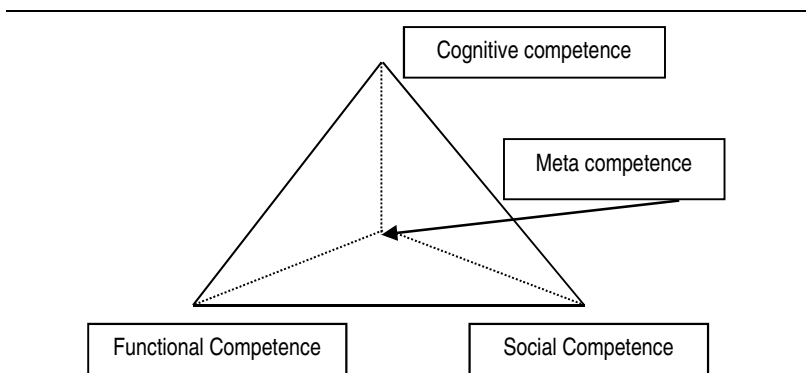 Cognitive competence
Meta competence
Functional Competence
Social Competence